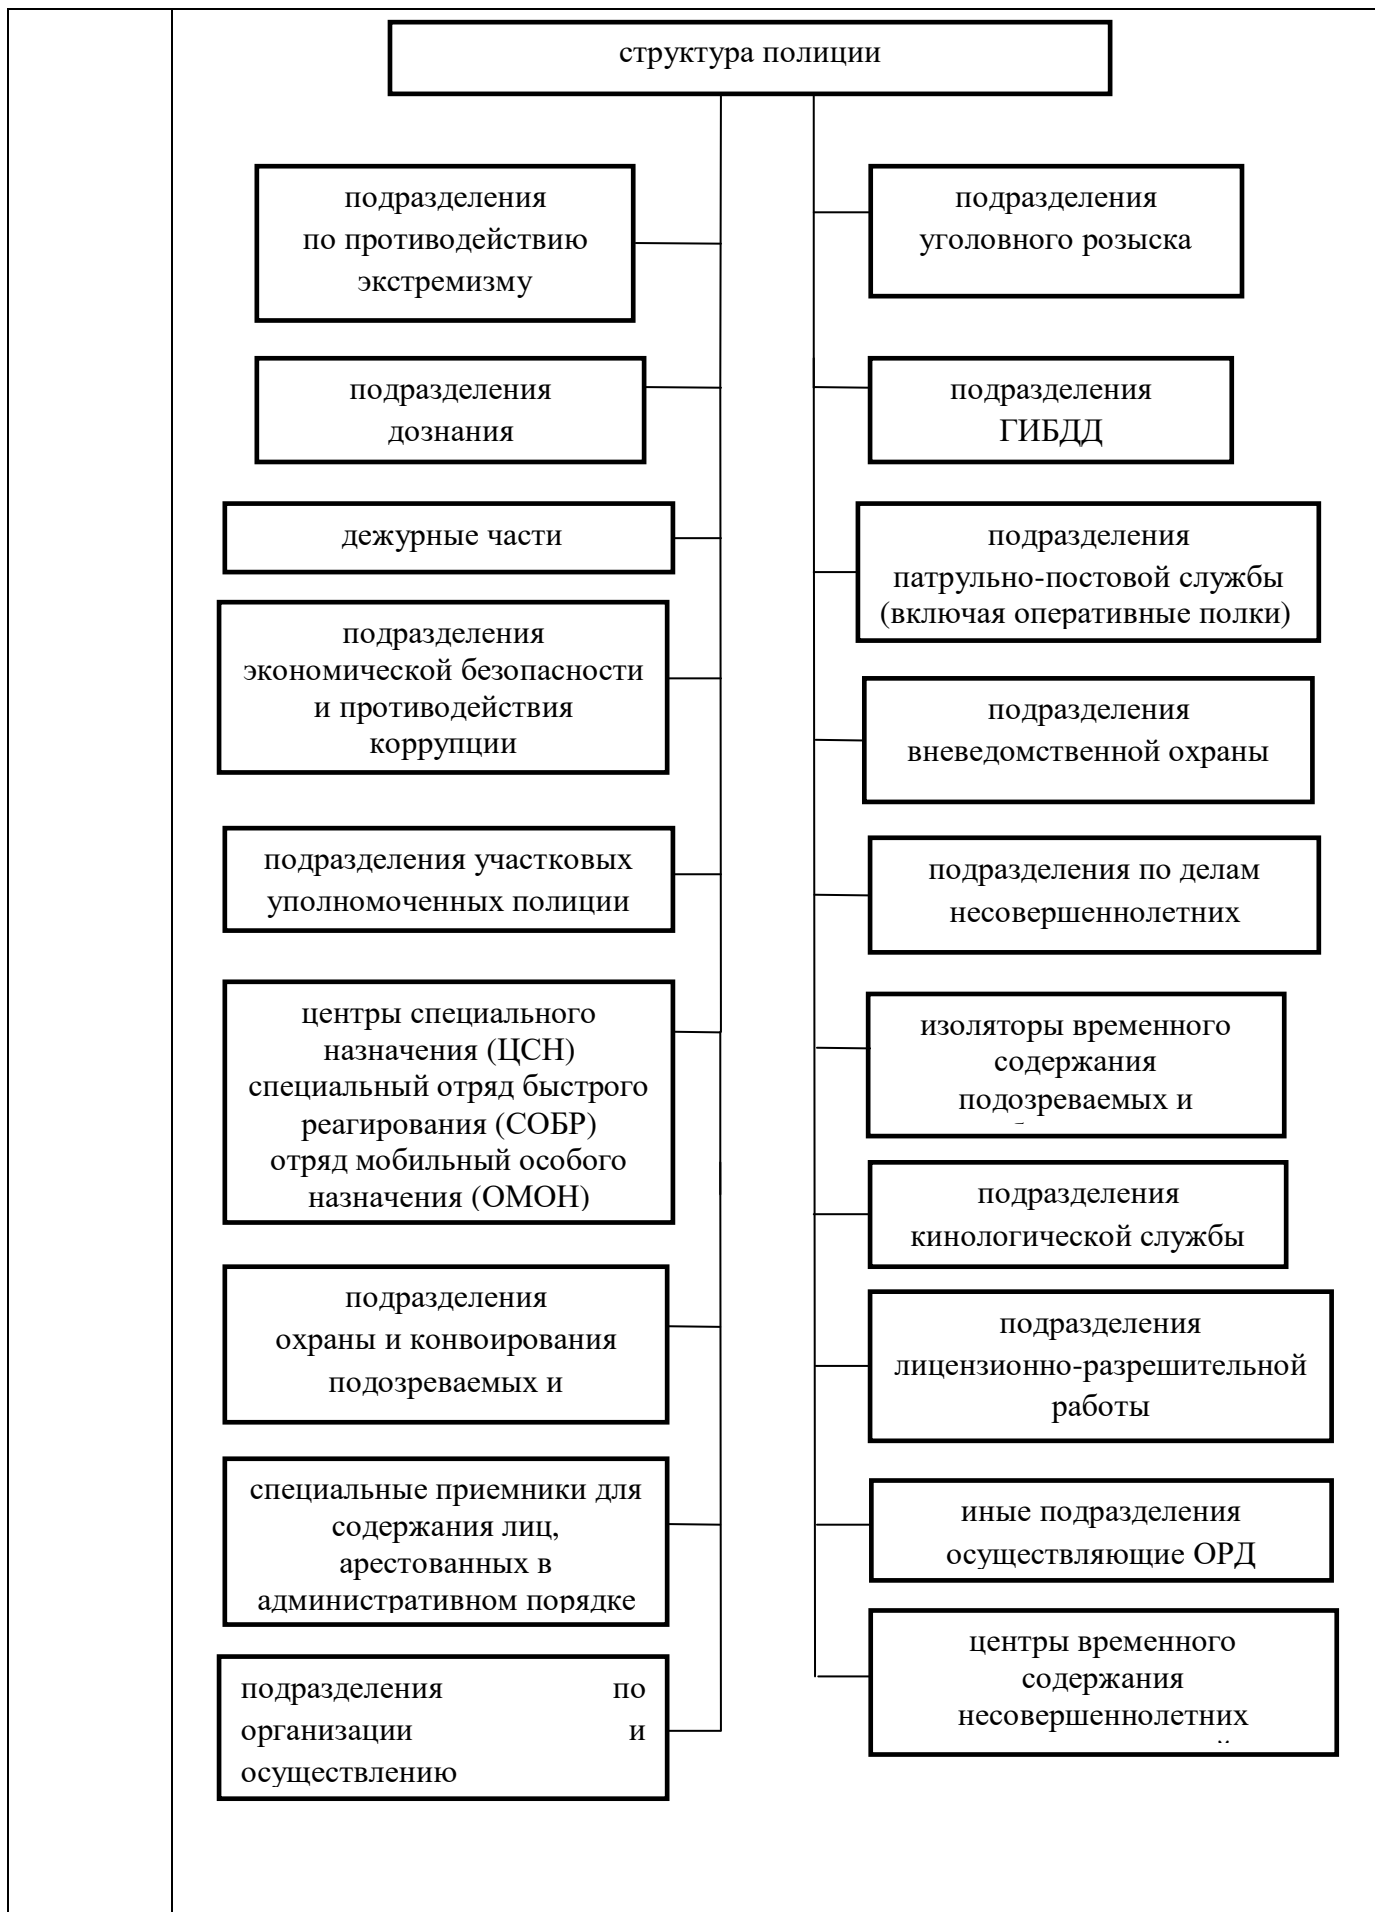 структура полиции
подразделения
по противодействию
экстремизму
подразделения
дознания
дежурные части
подразделения
экономической безопасности
и противодействия
коррупции
подразделения участковых
уполномоченных полиции
центры специального
назначения (ЦСН)
специальный отряд быстрого
реагирования (СОБР)
отряд мобильный особого
назначения (ОМОН)
подразделения
охраны и конвоирования
подозреваемых и
специальные приемники для
содержания лиц,
арестованных в
административном порядке
подразделения по
организации и
осуществлению
подразделения
уголовного розыска
подразделения
ГИБДД
подразделения
патрульно-постовой службы
(включая оперативные полки)
подразделения
вневедомственной охраны
подразделения по делам
несовершеннолетних
изоляторы временного
содержания
подозреваемых и
подразделения
кинологической службы
подразделения
лицензионно-разрешительной
работы
иные подразделения
осуществляющие ОРД
центры временного
содержания
несовершеннолетних